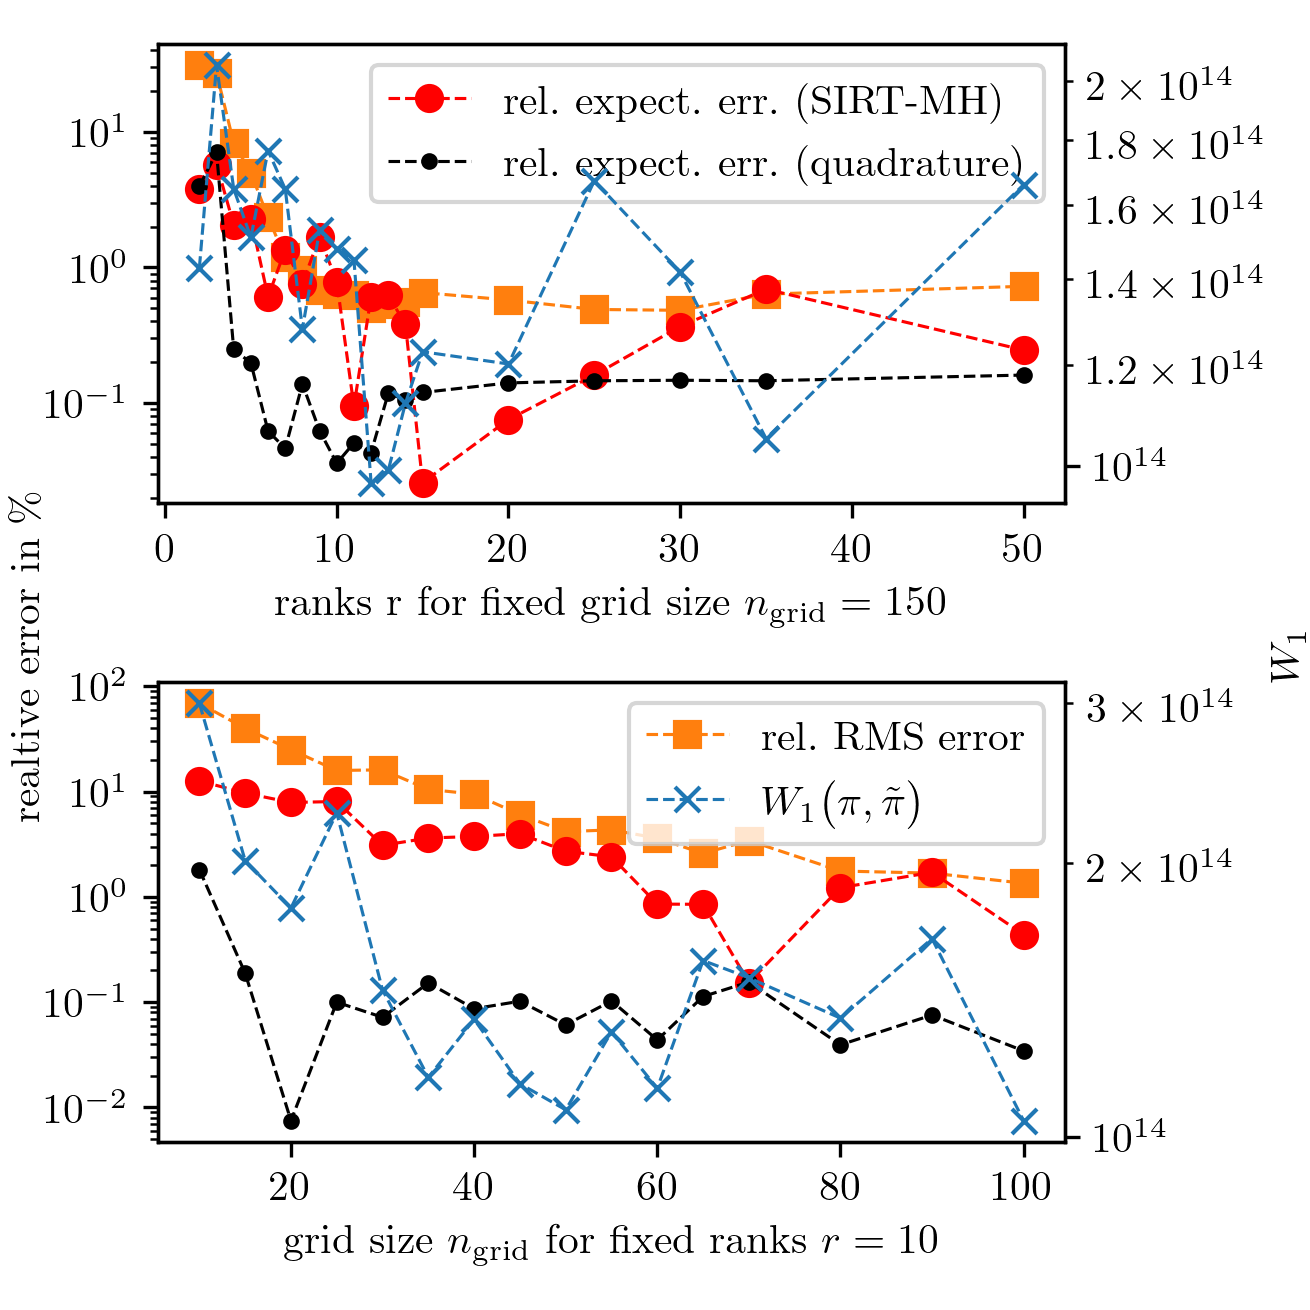 rel. expect. err. (SIRT-MH)
rel. expect. err. (quadrature)
10¹
10⁰
10⁻¹
2 × 10¹⁴
1.8 × 10¹⁴
1.6 × 10¹⁴
1.4 × 10¹⁴
1.2 × 10¹⁴
10¹⁴
0 10 20 30 40 50
ranks r for fixed grid size n_grid = 150
realtive error in %
W₁
rel. RMS error
W₁(π, π̃)
10²
10¹
10⁰
10⁻¹
10⁻²
3 × 10¹⁴
2 × 10¹⁴
10¹⁴
20 40 60 80 100
grid size n_grid for fixed ranks r = 10